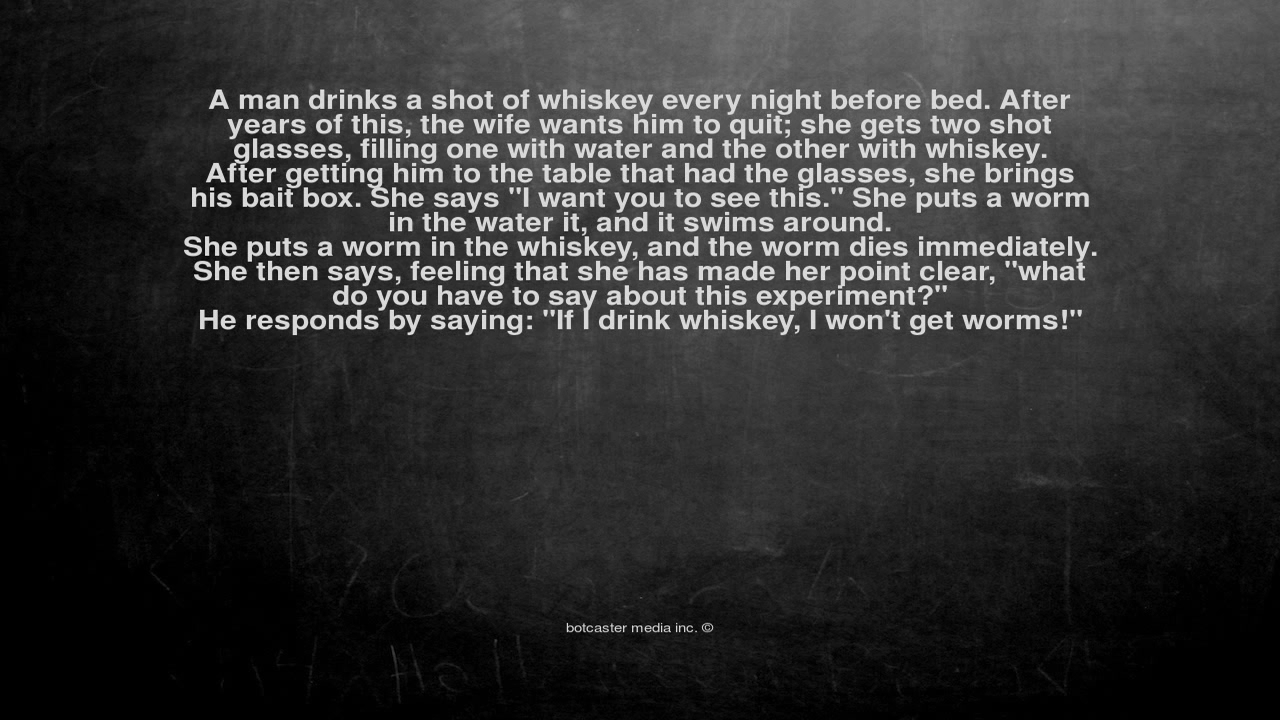 A man drinks a shot of whiskey every night before bed. After
years of this, the wife wants him to quit; she gets two shot
glasses, filling one with water and the other with whiskey.
After getting him to the table that had the glasses, she brings
his bait box. She says "I want you to see this." She puts a worm
in the water it, and it swims around.
She puts a worm in the whiskey, and the worm dies immediately.
She then says, feeling that she has made her point clear, "what
do you have to say about this experiment?"
He responds by saying: "If I drink whiskey, I won't get worms!"
botcaster media inc. ©